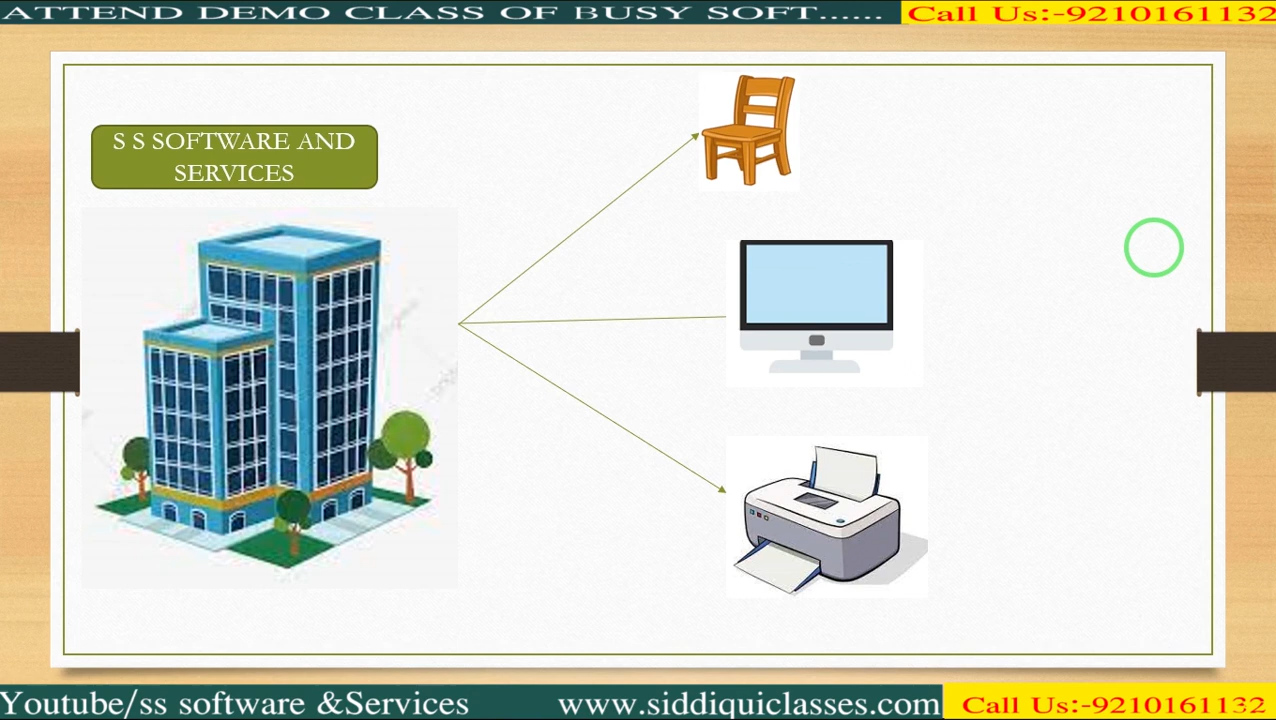 ATTEND DEMO CLASS OF BUSY SOFT......
Call Us:-9210161132
S S SOFTWARE AND
SERVICES
Youtube/ss software &Services
www.siddiquiclasses.com
Call Us:-9210161132